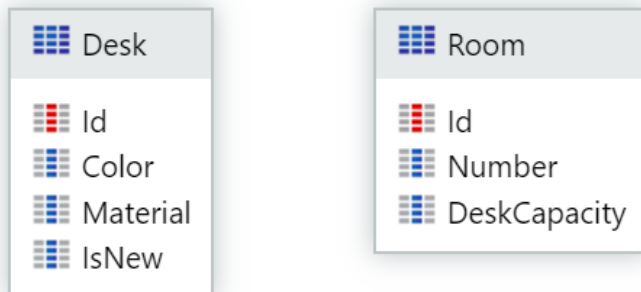 Desk
Id
Color
Material
IsNew
Room
Id
Number
DeskCapacity